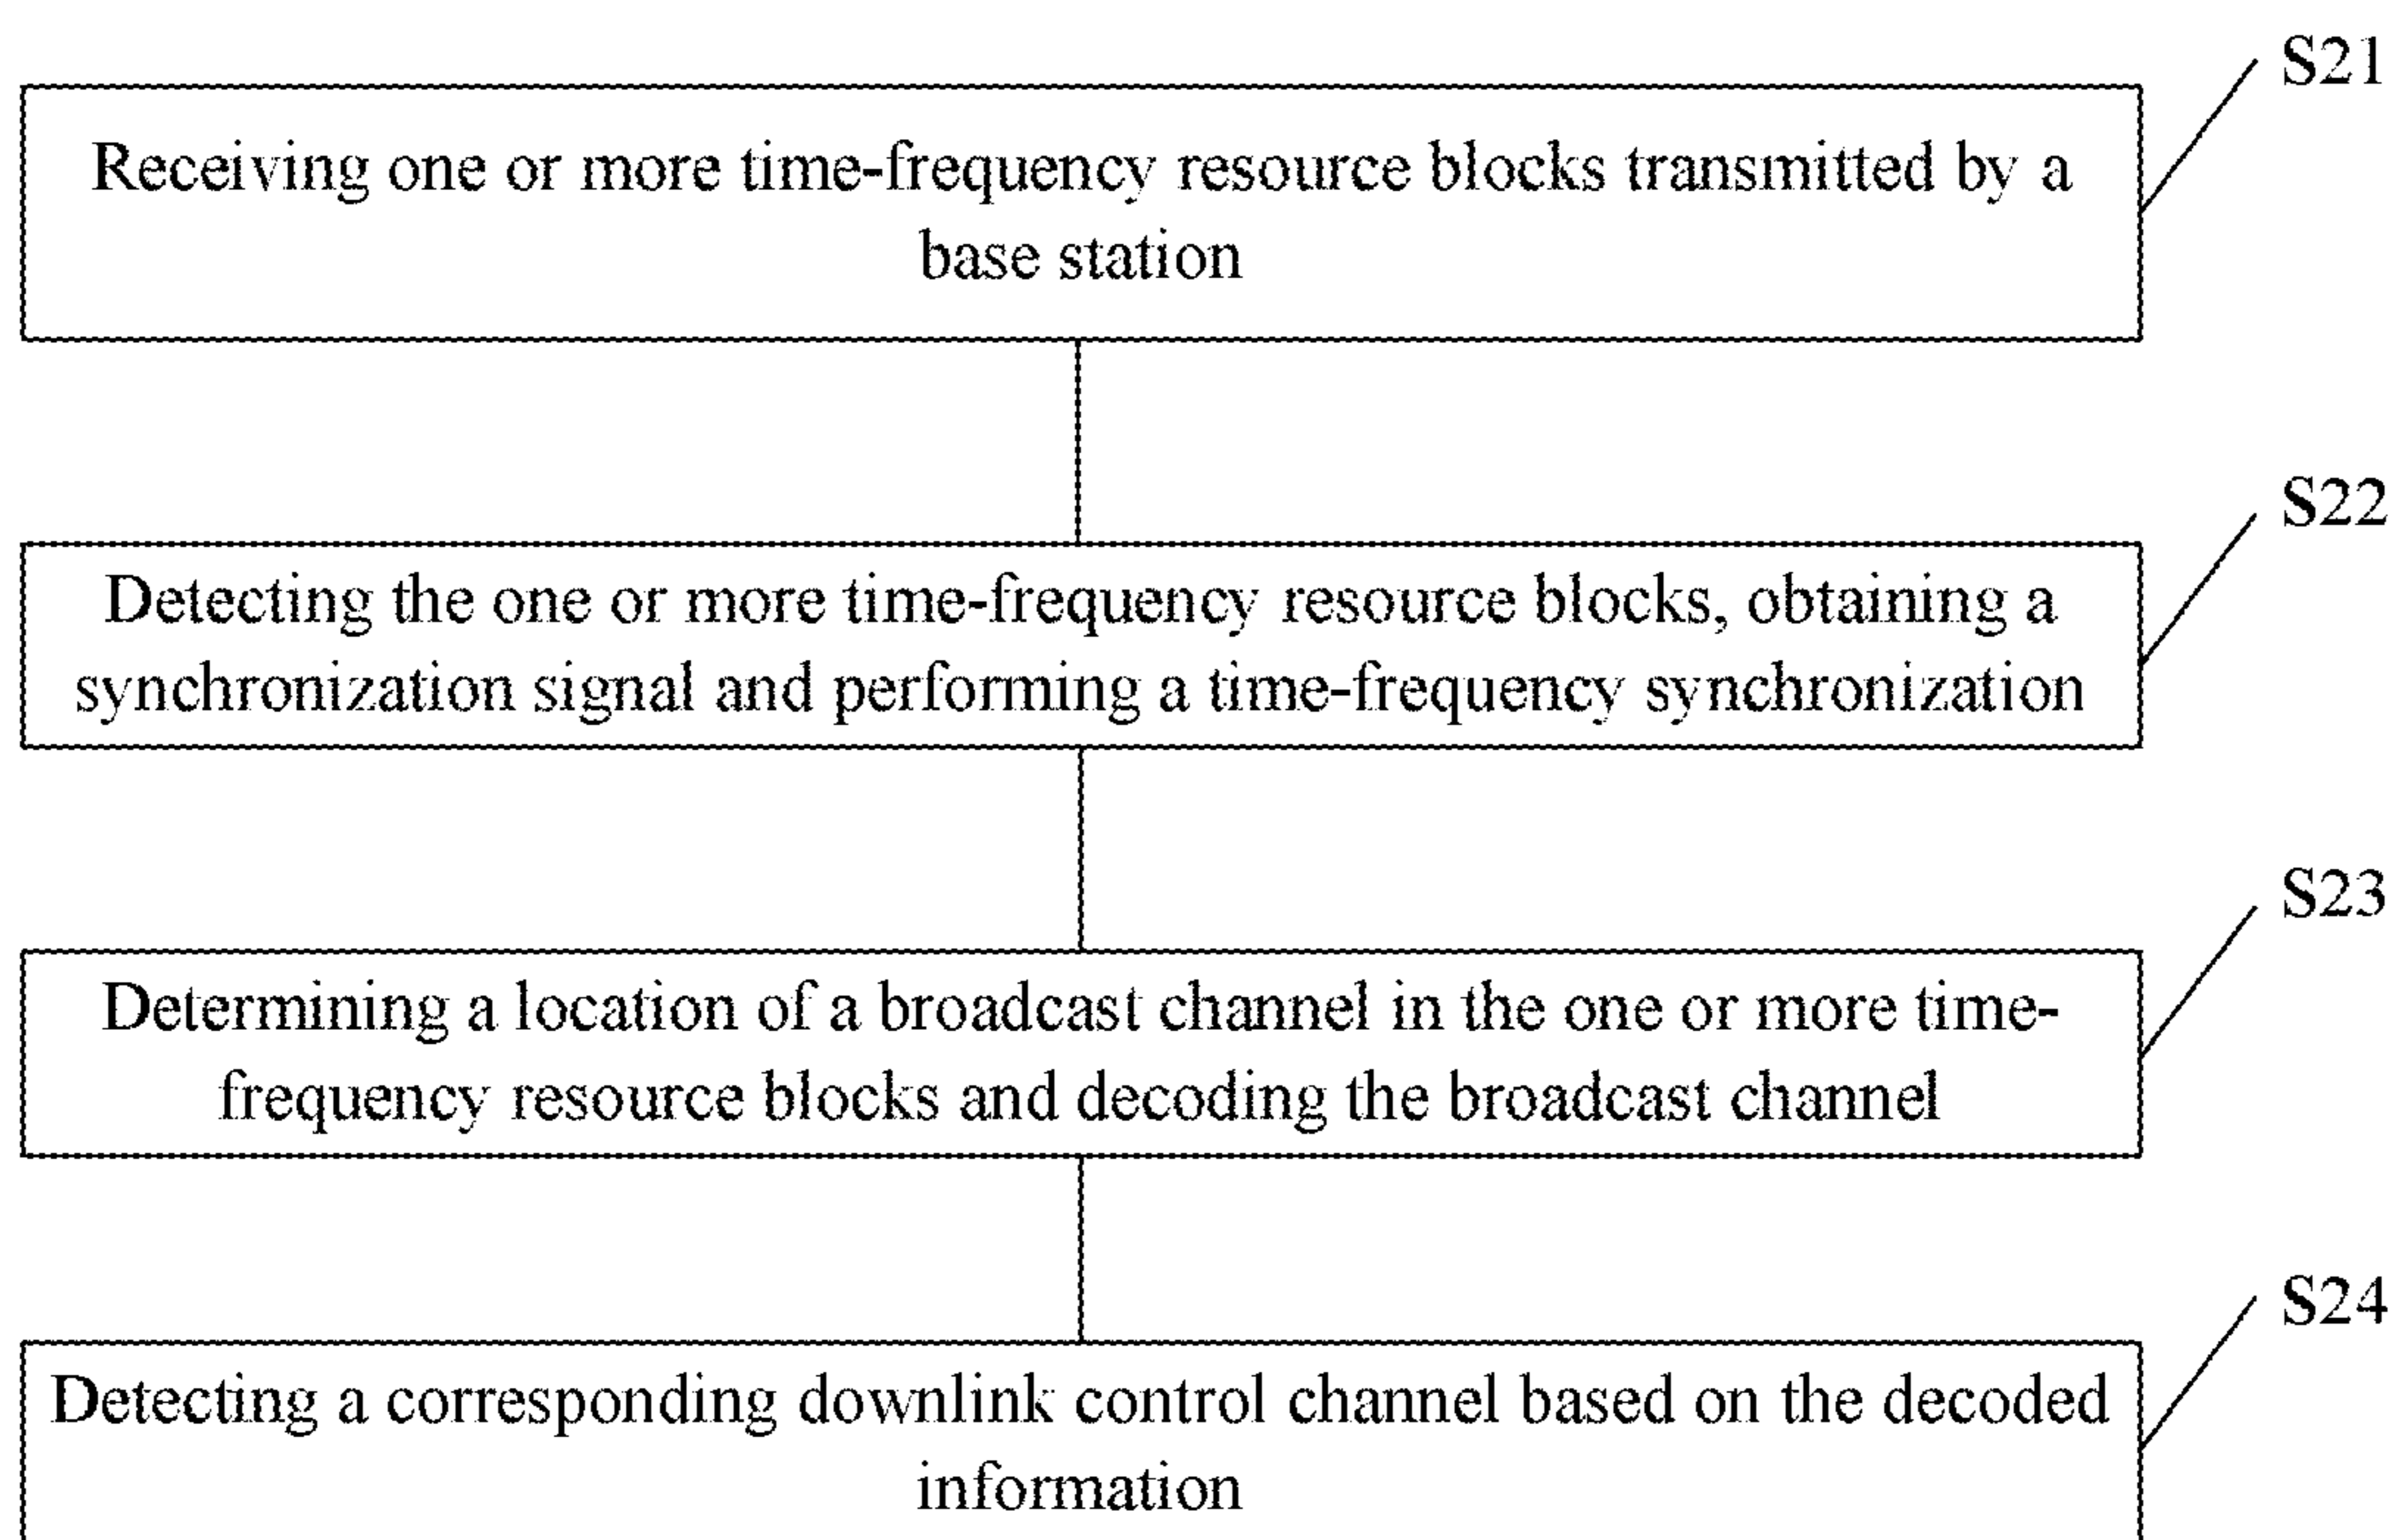 S21
Receiving one or more time-frequency resource blocks transmitted by a
base station
S22
Detecting the one or more time-frequency resource blocks, obtaining a
synchronization signal and performing a time-frequency synchronization
S23
Determining a location of a broadcast channel in the one or more time-
frequency resource blocks and decoding the broadcast channel
S24
Detecting a corresponding downlink control channel based on the decoded
information